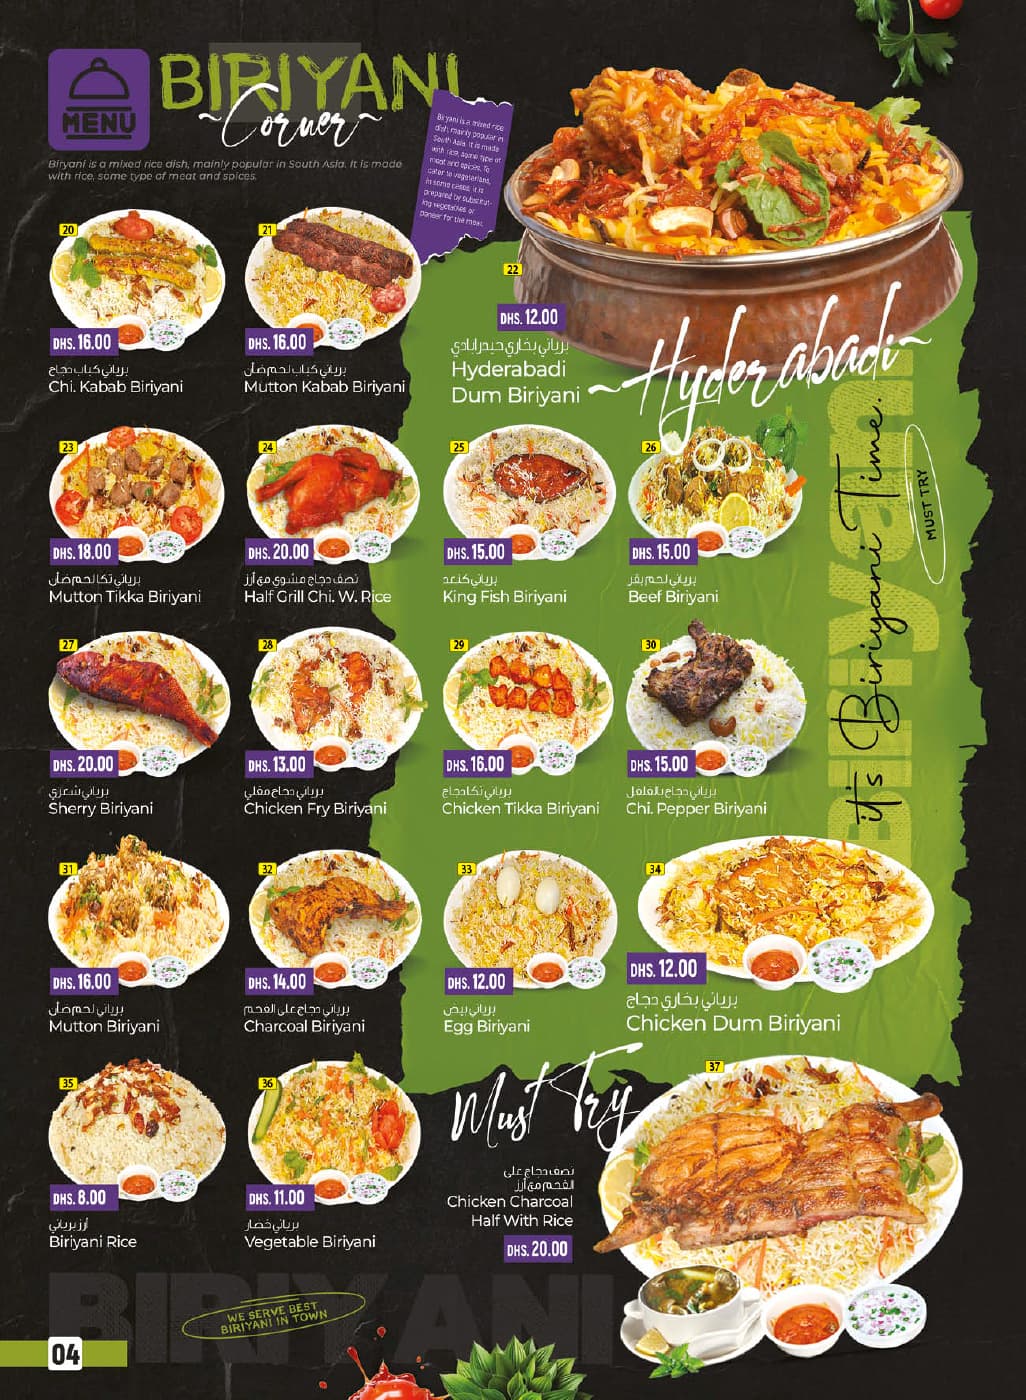 MENU
BIRIYANI
~Corner~
Biryani is a mixed rice dish, mainly popular in South Asia. It is made
with rice, some type of meat and spices.
Biryani is a mixed rice
dish, mainly popular in
South Asia. It is made
with rice, some type of
meat and spices. To
cater to vegetarians,
in some cases, it is
prepared by substitut-
ing vegetables or
paneer for the meat.
20
DHS. 16.00
برياني كباب دجاج
Chi. Kabab Biriyani
21
DHS. 16.00
برياني كباب لحم ضأن
Mutton Kabab Biriyani
22
DHS. 12.00
برياني بخاري حيدرابادي
Hyderabadi
Dum Biriyani
~Hyderabadi~
Biriyani
it's Biriyani Time.
MUST TRY
23
DHS. 18.00
برياني تكا لحم ضأن
Mutton Tikka Biriyani
24
DHS. 20.00
نصف دجاج مشوي مع أرز
Half Grill Chi. W. Rice
25
DHS. 15.00
برياني كنعد
King Fish Biriyani
26
DHS. 15.00
برياني لحم بقر
Beef Biriyani
27
DHS. 20.00
برياني شعري
Sherry Biriyani
28
DHS. 13.00
برياني دجاج مقلي
Chicken Fry Biriyani
29
DHS. 16.00
برياني تكا دجاج
Chicken Tikka Biriyani
30
DHS. 15.00
برياني دجاج بالفلفل
Chi. Pepper Biriyani
31
DHS. 16.00
برياني لحم ضأن
Mutton Biriyani
32
DHS. 14.00
برياني دجاج على الفحم
Charcoal Biriyani
33
DHS. 12.00
برياني بيض
Egg Biriyani
34
DHS. 12.00
برياني بخاري دجاج
Chicken Dum Biriyani
35
DHS. 8.00
أرز برياني
Biriyani Rice
36
DHS. 11.00
برياني خضار
Vegetable Biriyani
Must Try
37
نصف دجاج على
الفحم مع أرز
Chicken Charcoal
Half With Rice
DHS. 20.00
BIRIYANI
WE SERVE BEST
BIRIYANI IN TOWN
04